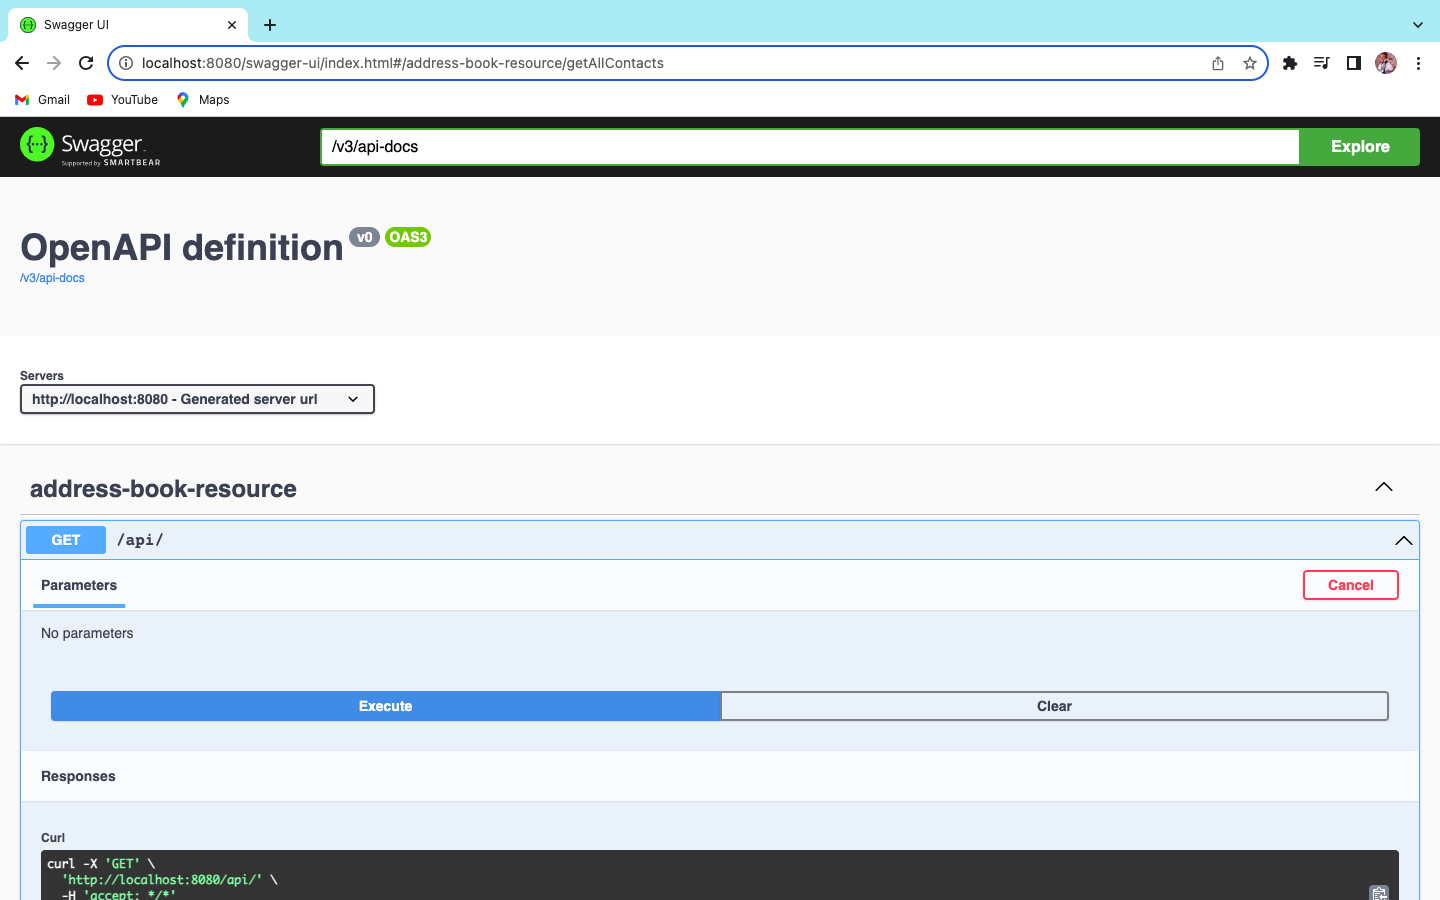 Swagger UI
localhost:8080/swagger-ui/index.html#/address-book-resource/getAllContacts
Gmail YouTube Maps
Swagger
Supported by SMARTBEAR
/v3/api-docs
Explore
OpenAPI definition v0 OAS3
/v3/api-docs
Servers
http://localhost:8080 - Generated server url
address-book-resource
GET /api/
Parameters
Cancel
No parameters
Execute
Clear
Responses
Curl
curl -X 'GET' \
'http://localhost:8080/api/' \
-H 'accept: */*'